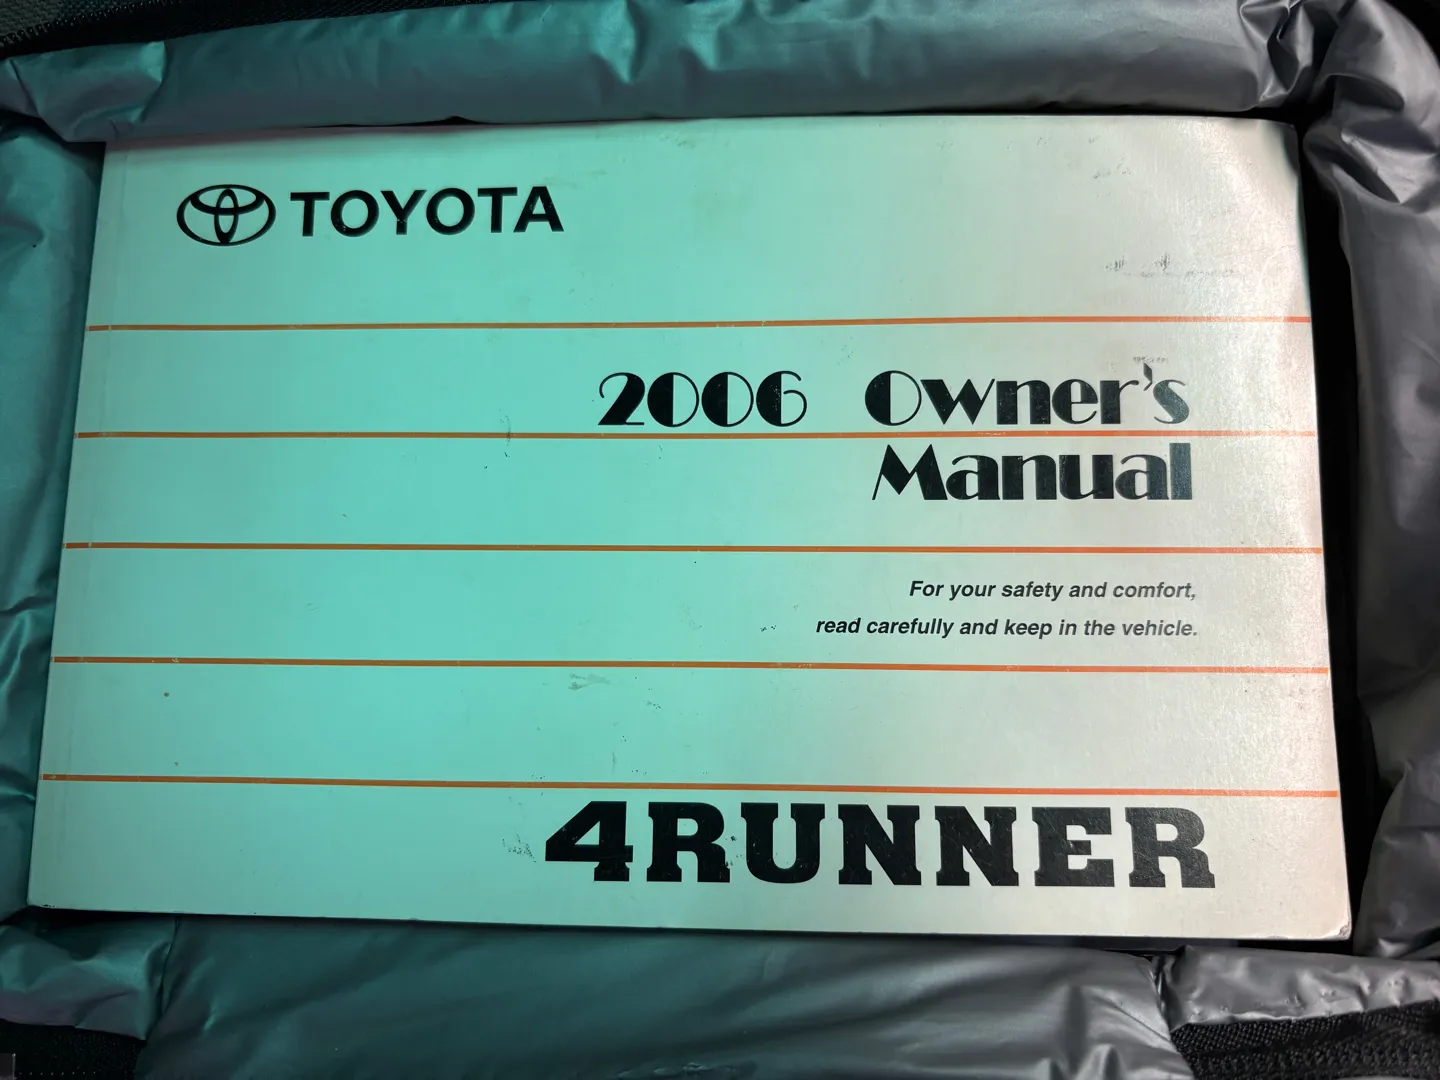 TOYOTA
2006 Owner's
Manual
For your safety and comfort,
read carefully and keep in the vehicle.
4RUNNER